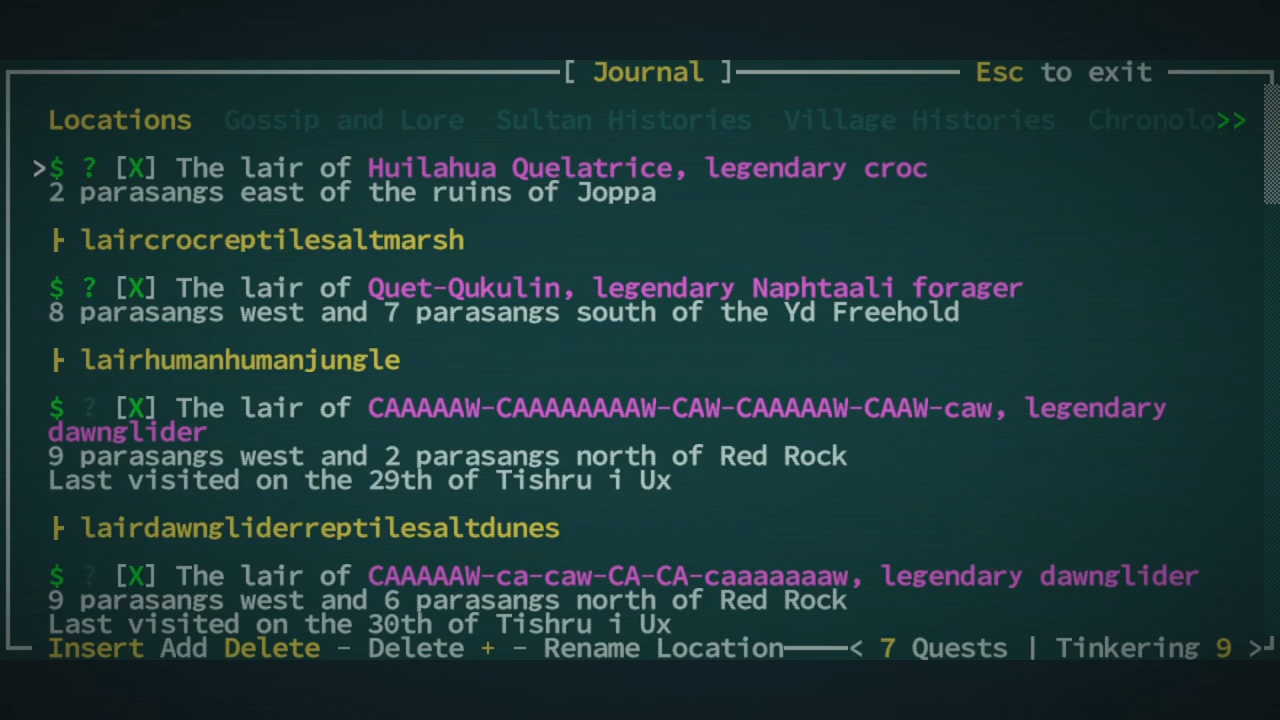 [ Journal ] Esc to exit
Locations Gossip and Lore Sultan Histories Village Histories Chronolo>>
>$ ? [X] The lair of Huilahua Quelatrice, legendary croc
2 parasangs east of the ruins of Joppa
├ laircrocreptilesaltmarsh
$ ? [X] The lair of Quet-Qukulin, legendary Naphtaali forager
8 parasangs west and 7 parasangs south of the Yd Freehold
├ lairhumanhumanjungle
$ ? [X] The lair of CAAAAAW-CAAAAAAAAW-CAW-CAAAAAW-CAAW-caw, legendary
dawnglider
9 parasangs west and 2 parasangs north of Red Rock
Last visited on the 29th of Tishru i Ux
├ lairdawngliderreptilesaltdunes
$ ? [X] The lair of CAAAAAW-ca-caw-CA-CA-caaaaaaaw, legendary dawnglider
9 parasangs west and 6 parasangs north of Red Rock
Last visited on the 30th of Tishru i Ux
Insert Add Delete - Delete + - Rename Location < 7 Quests | Tinkering 9 >